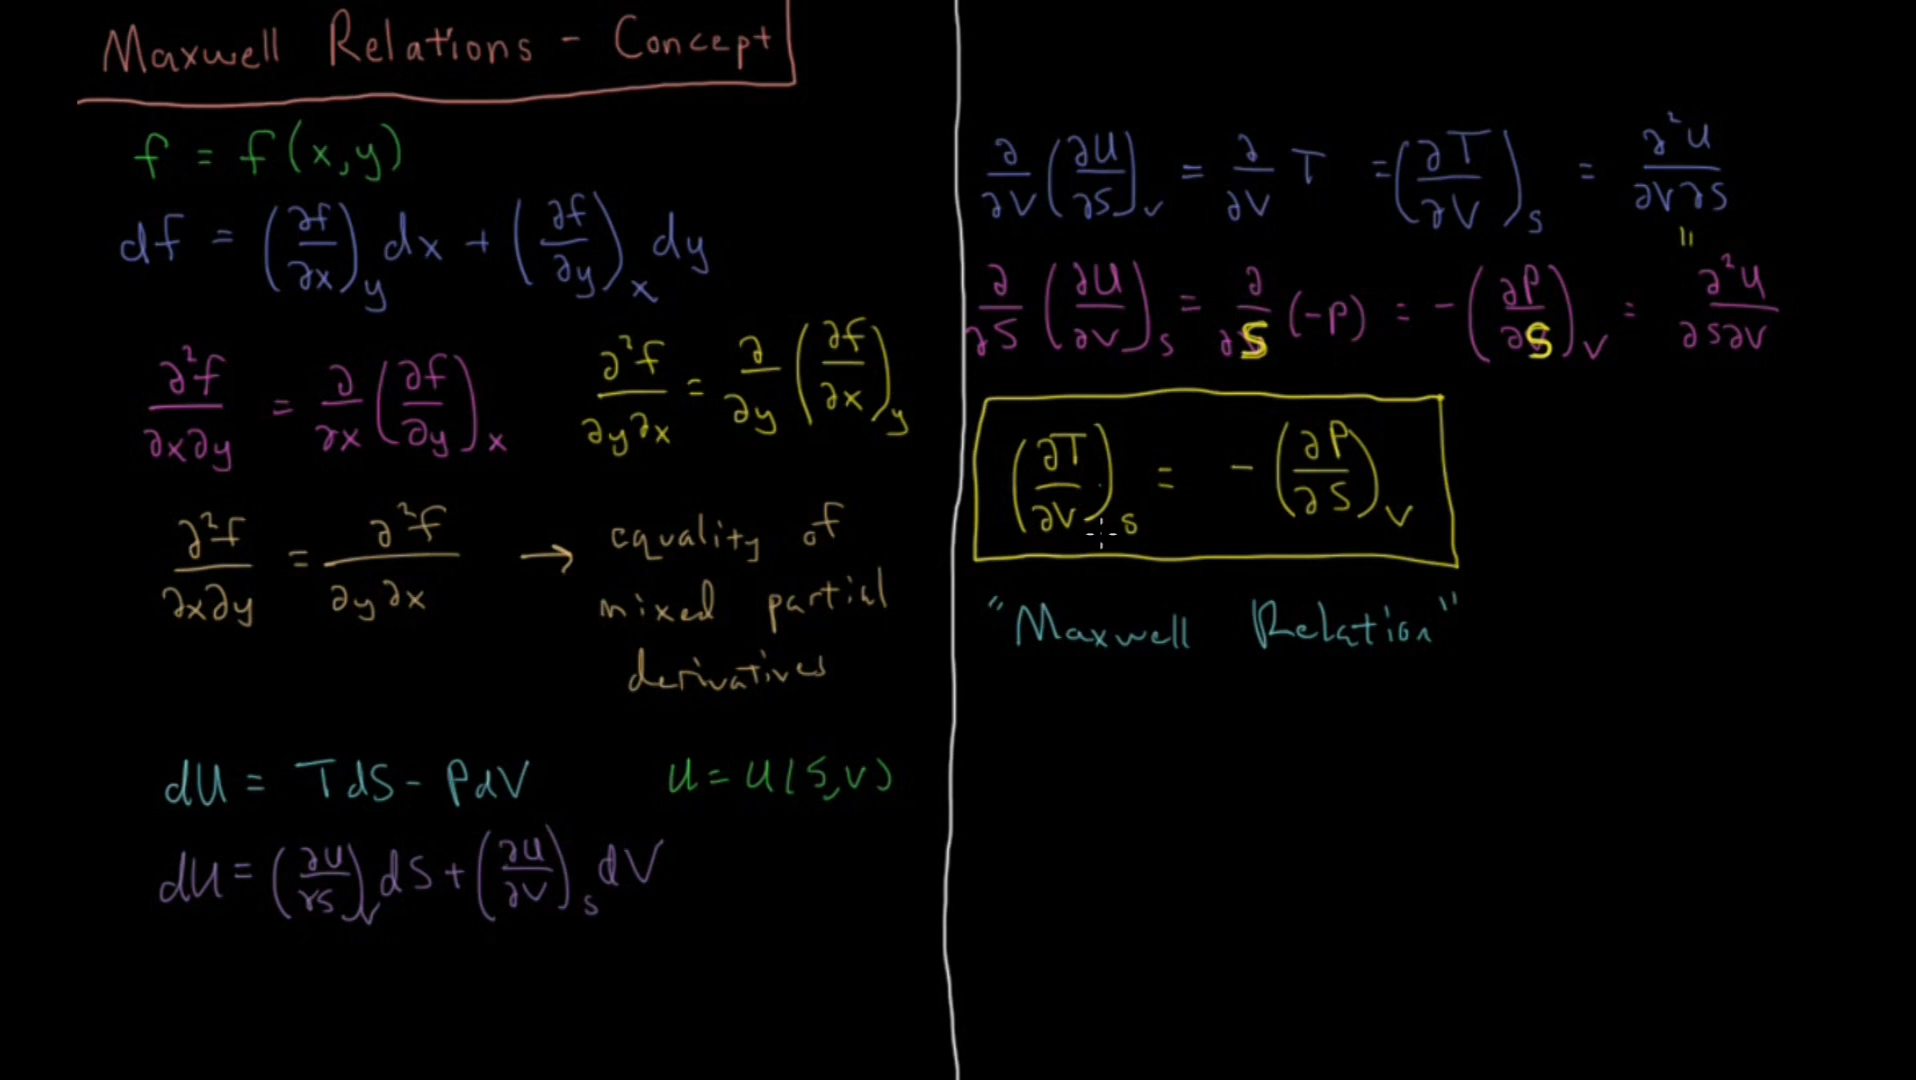 Maxwell Relations - Concept
f = f(x,y)
df = (∂f/∂x)_y dx + (∂f/∂y)_x dy
∂²f/∂x∂y = ∂/∂x (∂f/∂y)_x
∂²f/∂y∂x = ∂/∂y (∂f/∂x)_y
∂²f/∂x∂y = ∂²f/∂y∂x → equality of
mixed partial
derivatives
dU = TdS - PdV
U = U(S,V)
dU = (∂U/∂S)_V dS + (∂U/∂V)_S dV
∂/∂V (∂U/∂S)_V = ∂/∂V T = (∂T/∂V)_S = ∂²U/∂V∂S
=
∂/∂S (∂U/∂V)_S = ∂/∂S (-P) = -(∂P/∂S)_V = ∂²U/∂S∂V
(∂T/∂V)_S = -(∂P/∂S)_V
"Maxwell Relation"